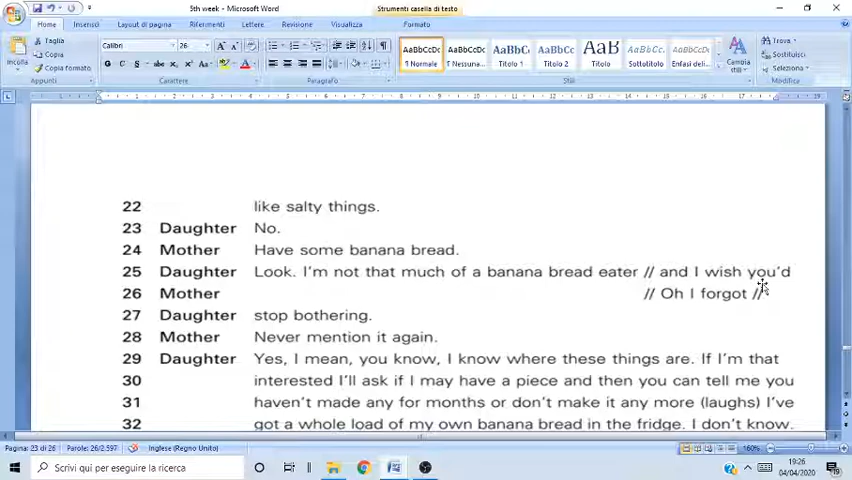 5th week - Microsoft Word
Strumenti casella di testo
Home Inserisci Layout di pagina Riferimenti Lettere Revisione Visualizza Formato
Taglia
Copia
Copia formato
Incolla
Appunti
Calibri 26
Carattere
Paragrafo
AaBbCcDc AaBbCcDc AaBbC AaBbCc AaB AaBbCc. AaBbCcDc
¶ Normale ¶ Nessuna... Titolo 1 Titolo 2 Titolo Sottotitolo Enfasi deli...
Stili
Cambia stili
Trova
Sostituisci
Seleziona
Modifica
22 like salty things.
23 Daughter No.
24 Mother Have some banana bread.
25 Daughter Look. I'm not that much of a banana bread eater // and I wish you'd
26 Mother // Oh I forgot //
27 Daughter stop bothering.
28 Mother Never mention it again.
29 Daughter Yes, I mean, you know, I know where these things are. If I'm that
30 interested I'll ask if I may have a piece and then you can tell me you
31 haven't made any for months or don't make it any more (laughs) I've
32 got a whole load of my own banana bread in the fridge. I don't know.
Pagina: 23 di 26 Parole: 26/2.597 Inglese (Regno Unito) 160%
Scrivi qui per eseguire la ricerca
19:26
04/04/2020